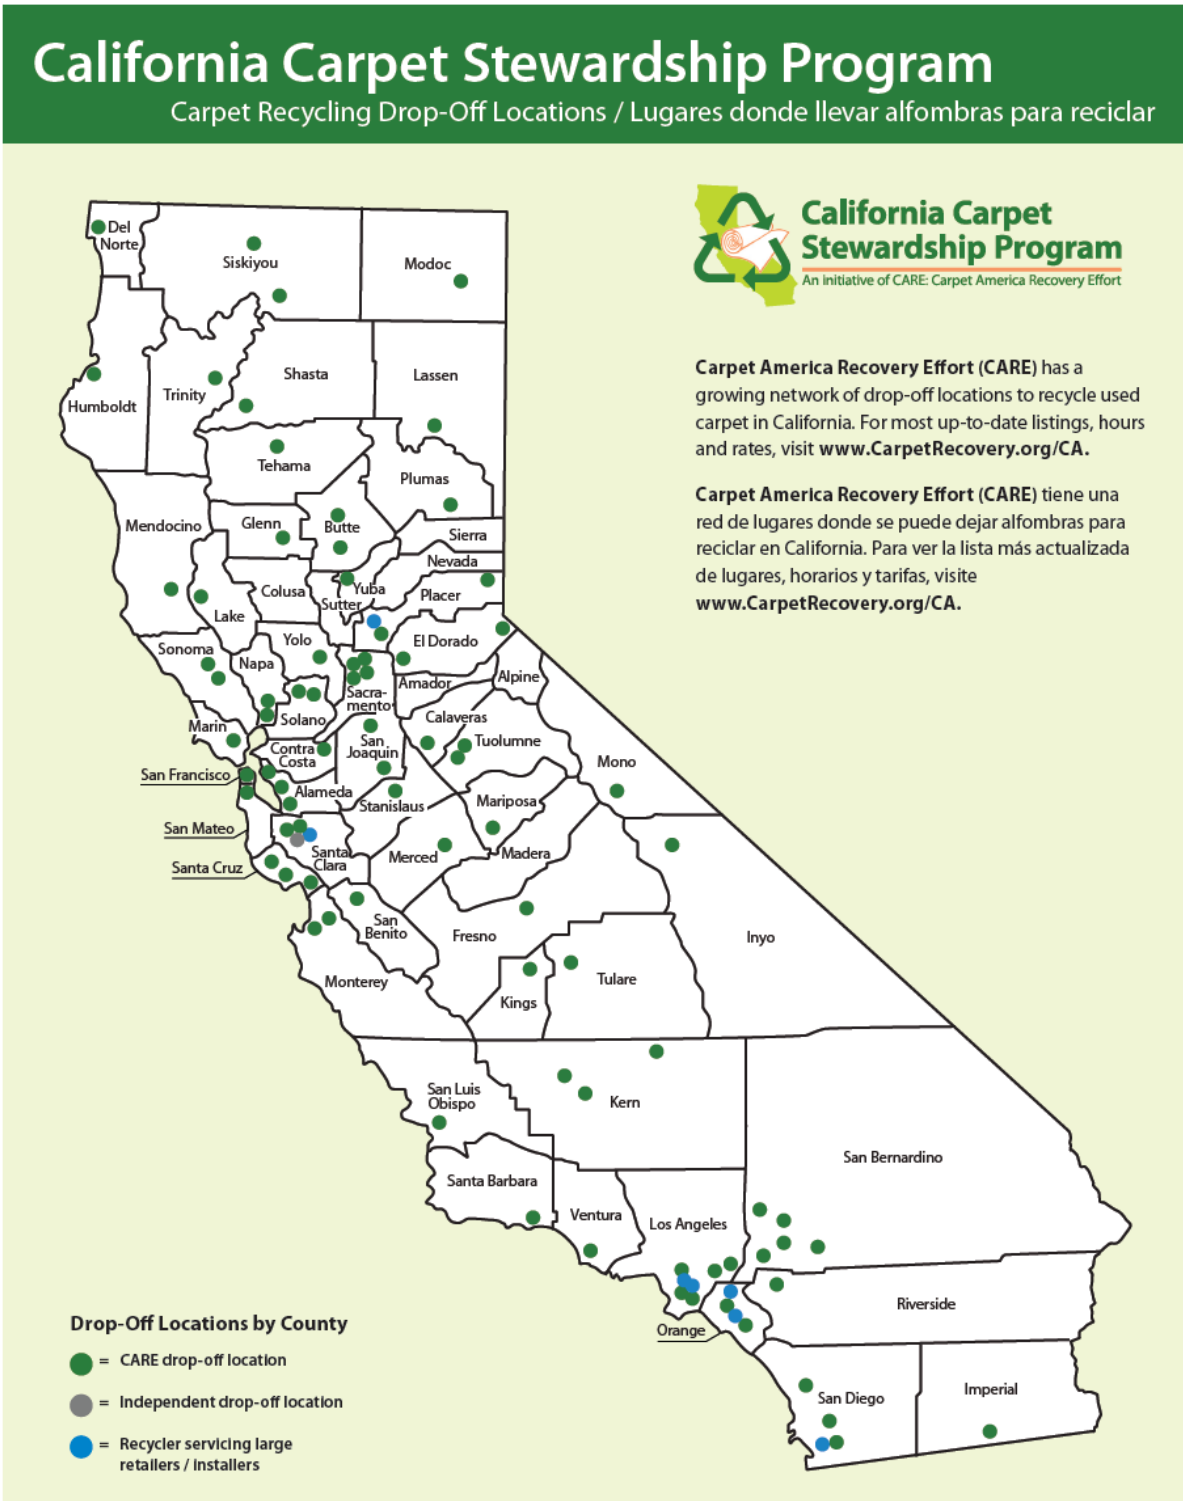 California Carpet Stewardship Program
Carpet Recycling Drop-Off Locations / Lugares donde llevar alfombras para reciclar
California Carpet
Stewardship Program
An initiative of CARE: Carpet America Recovery Effort
Carpet America Recovery Effort (CARE) has a
growing network of drop-off locations to recycle used
carpet in California. For most up-to-date listings, hours
and rates, visit www.CarpetRecovery.org/CA.
Carpet America Recovery Effort (CARE) tiene una
red de lugares donde se puede dejar alfombras para
reciclar en California. Para ver la lista más actualizada
de lugares, horarios y tarifas, visite
www.CarpetRecovery.org/CA.
Del
Norte
Siskiyou
Modoc
Humboldt
Trinity
Shasta
Lassen
Tehama
Plumas
Mendocino
Glenn
Butte
Sierra
Nevada
Lake
Colusa
Sutter
Yuba
Placer
Sonoma
Napa
Yolo
El Dorado
Sacra-
mento
Amador
Alpine
Marin
Solano
Calaveras
Tuolumne
Contra
Costa
San
Joaquin
Mono
San Francisco
Alameda
Stanislaus
Mariposa
San Mateo
Santa
Clara
Merced
Madera
Santa Cruz
San
Benito
Fresno
Inyo
Monterey
Kings
Tulare
San Luis
Obispo
Kern
San Bernardino
Santa Barbara
Ventura
Los Angeles
Riverside
Orange
San Diego
Imperial
Drop-Off Locations by County
= CARE drop-off location
= Independent drop-off location
= Recycler servicing large
retailers / installers